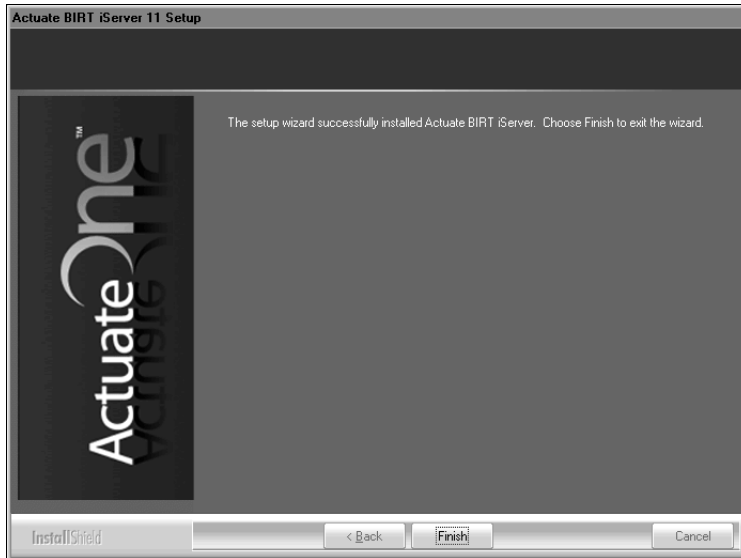 Actuate BIRT iServer 11 Setup
The setup wizard successfully installed Actuate BIRT iServer. Choose Finish to exit the wizard.
ActuateOne™
InstallShield
< Back
Finish
Cancel